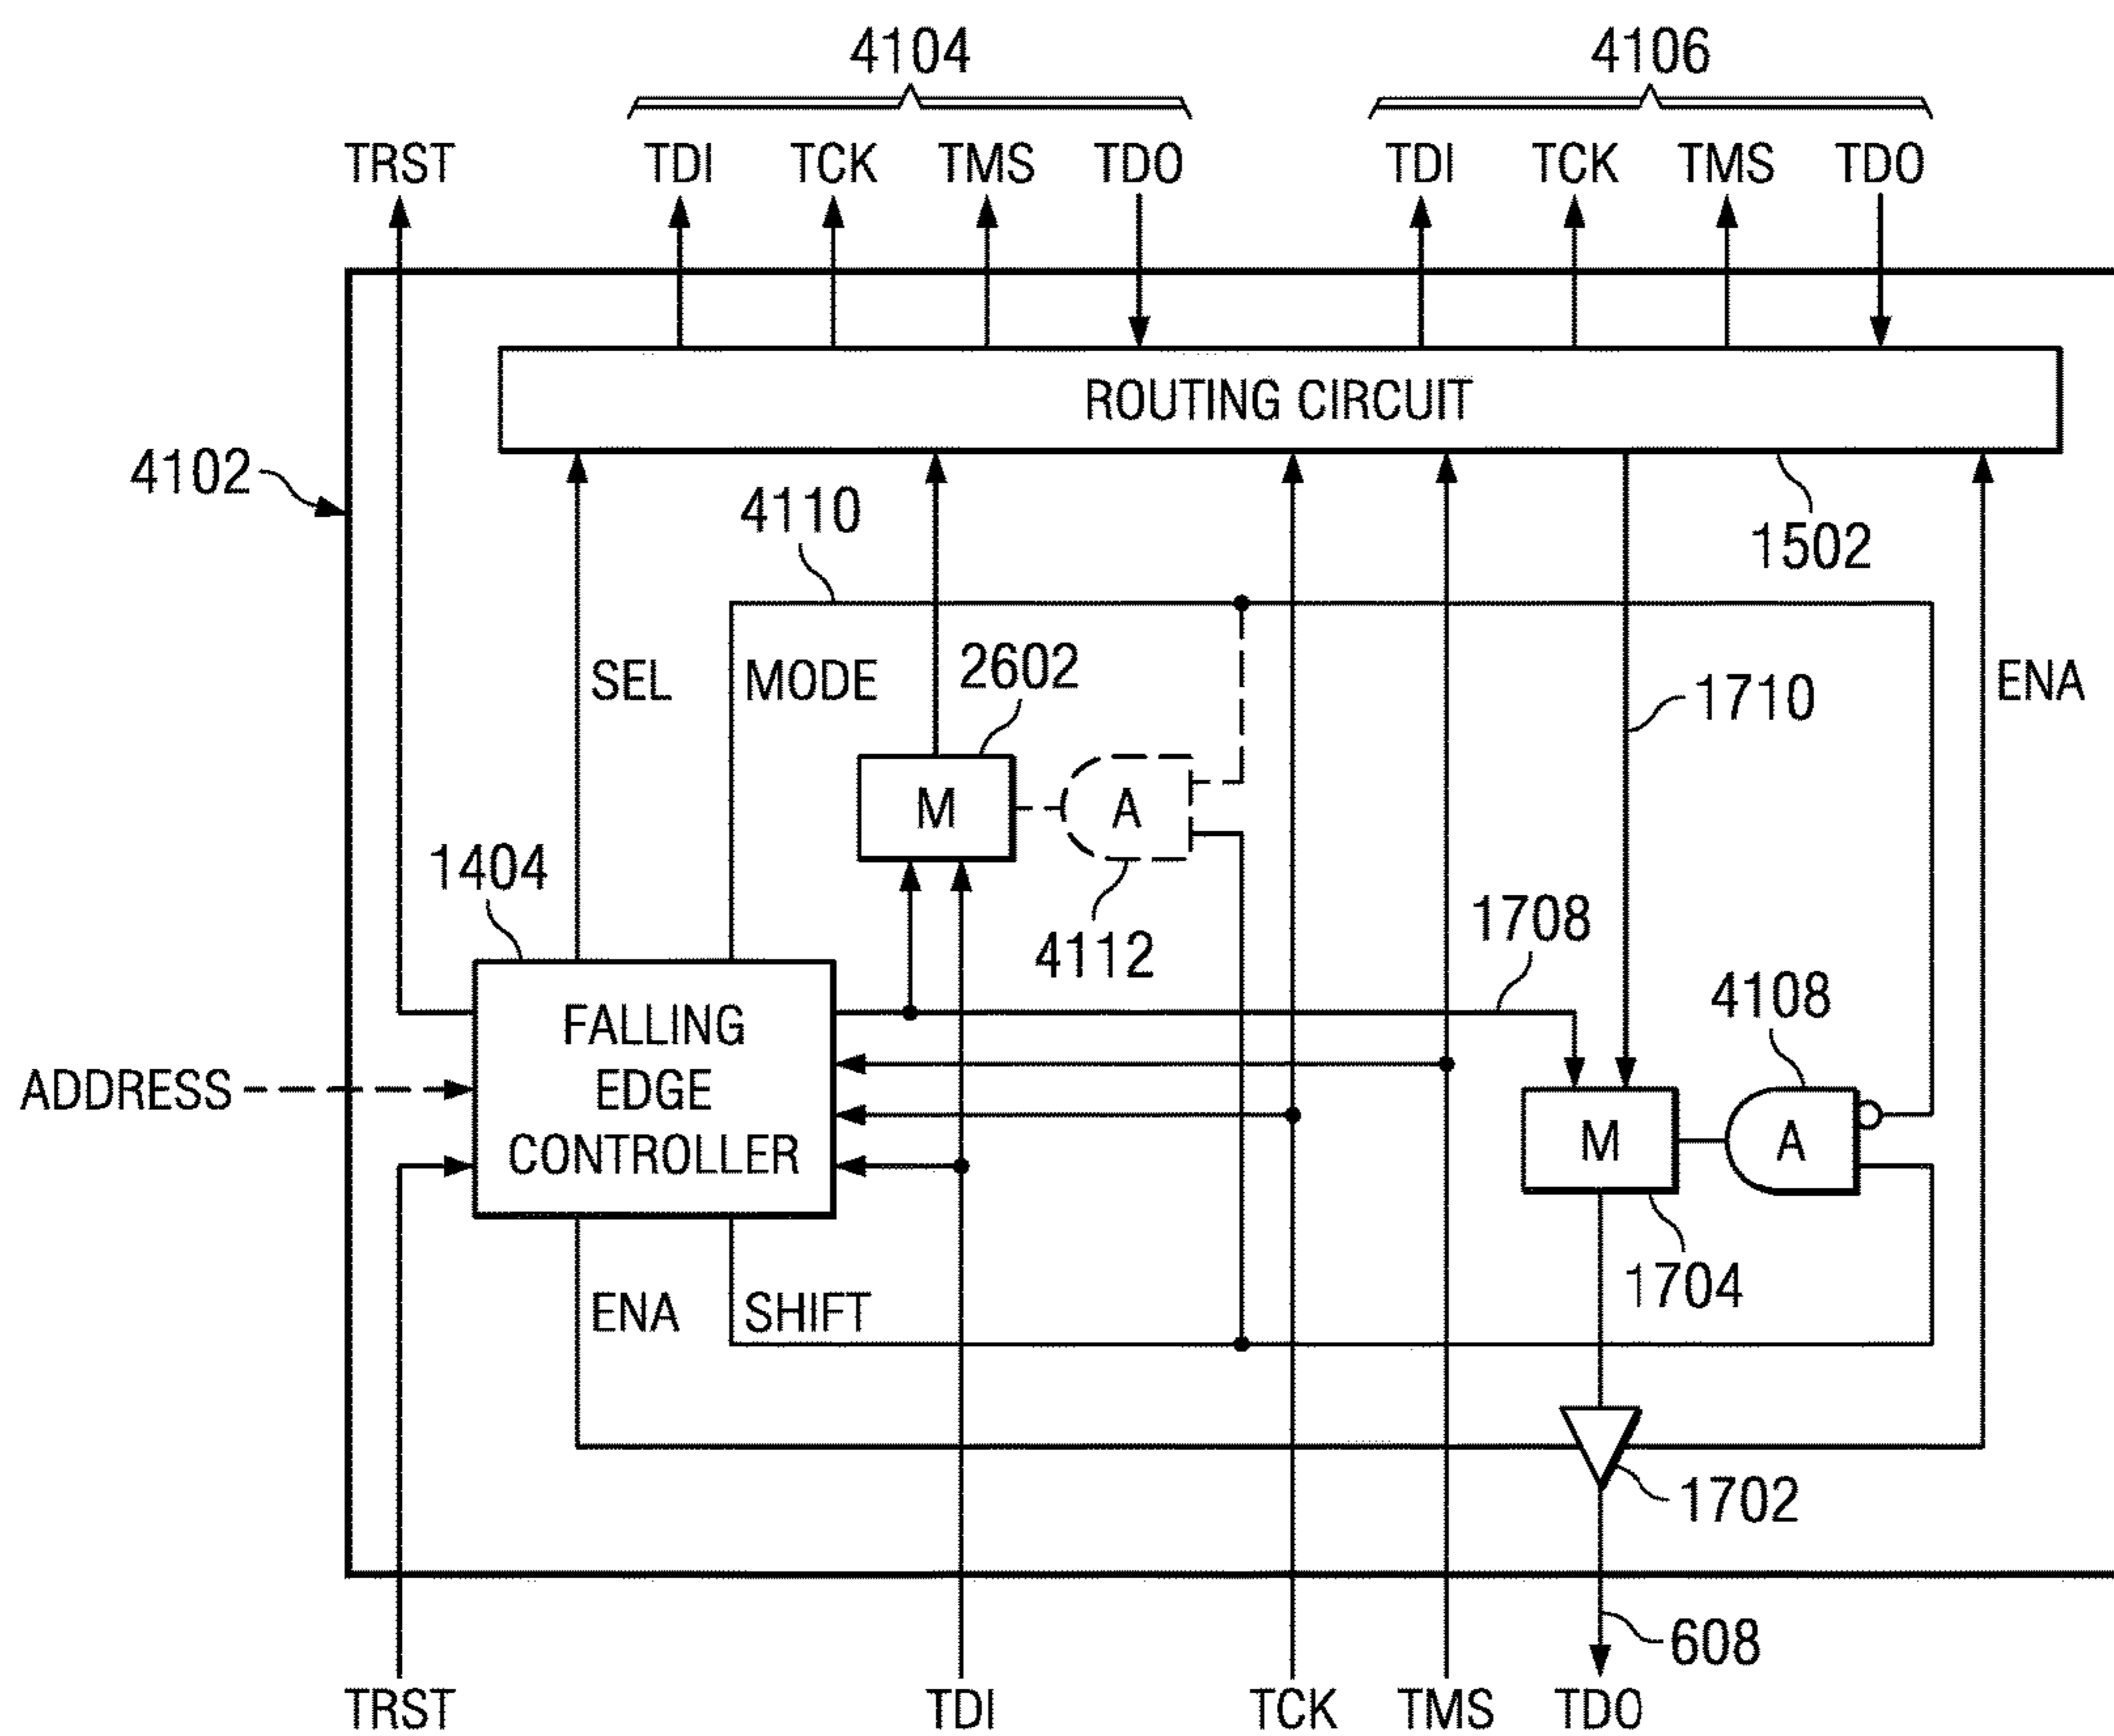 4104 4106
TRST TDI TCK TMS TDO TDI TCK TMS TDO
ROUTING CIRCUIT
4102
4110
1502
SEL MODE 2602 1710 ENA
M A
1404
1708
4112
4108
FALLING
EDGE
CONTROLLER
ADDRESS
M A
1704
ENA SHIFT
1702
608
TRST TDI TCK TMS TDO